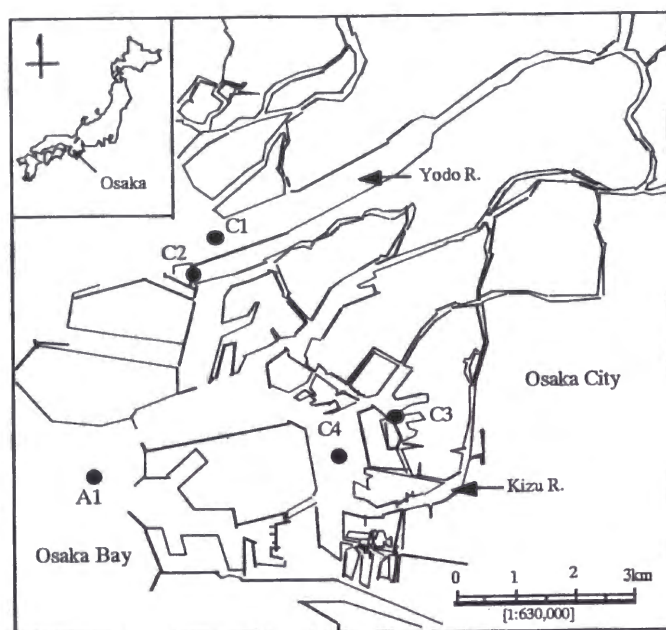 Osaka
Yodo R.
C1
C2
Osaka City
C3
C4
A1
Kizu R.
Osaka Bay
0 1 2 3km
[1:630,000]